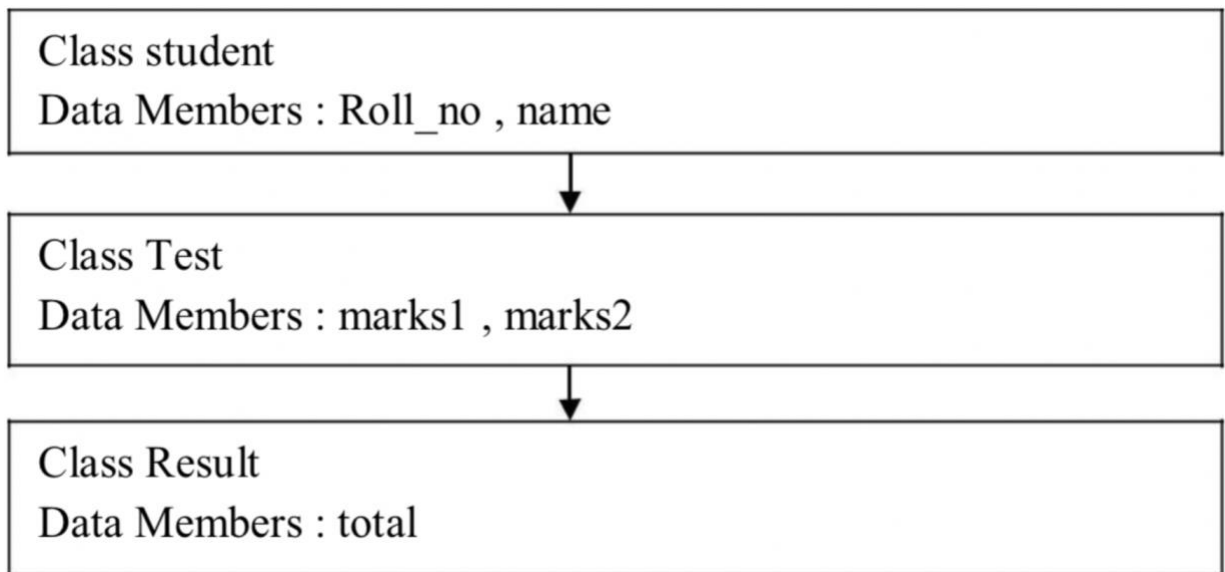 Class student
Data Members : Roll_no , name
Class Test
Data Members : marks1 , marks2
Class Result
Data Members : total